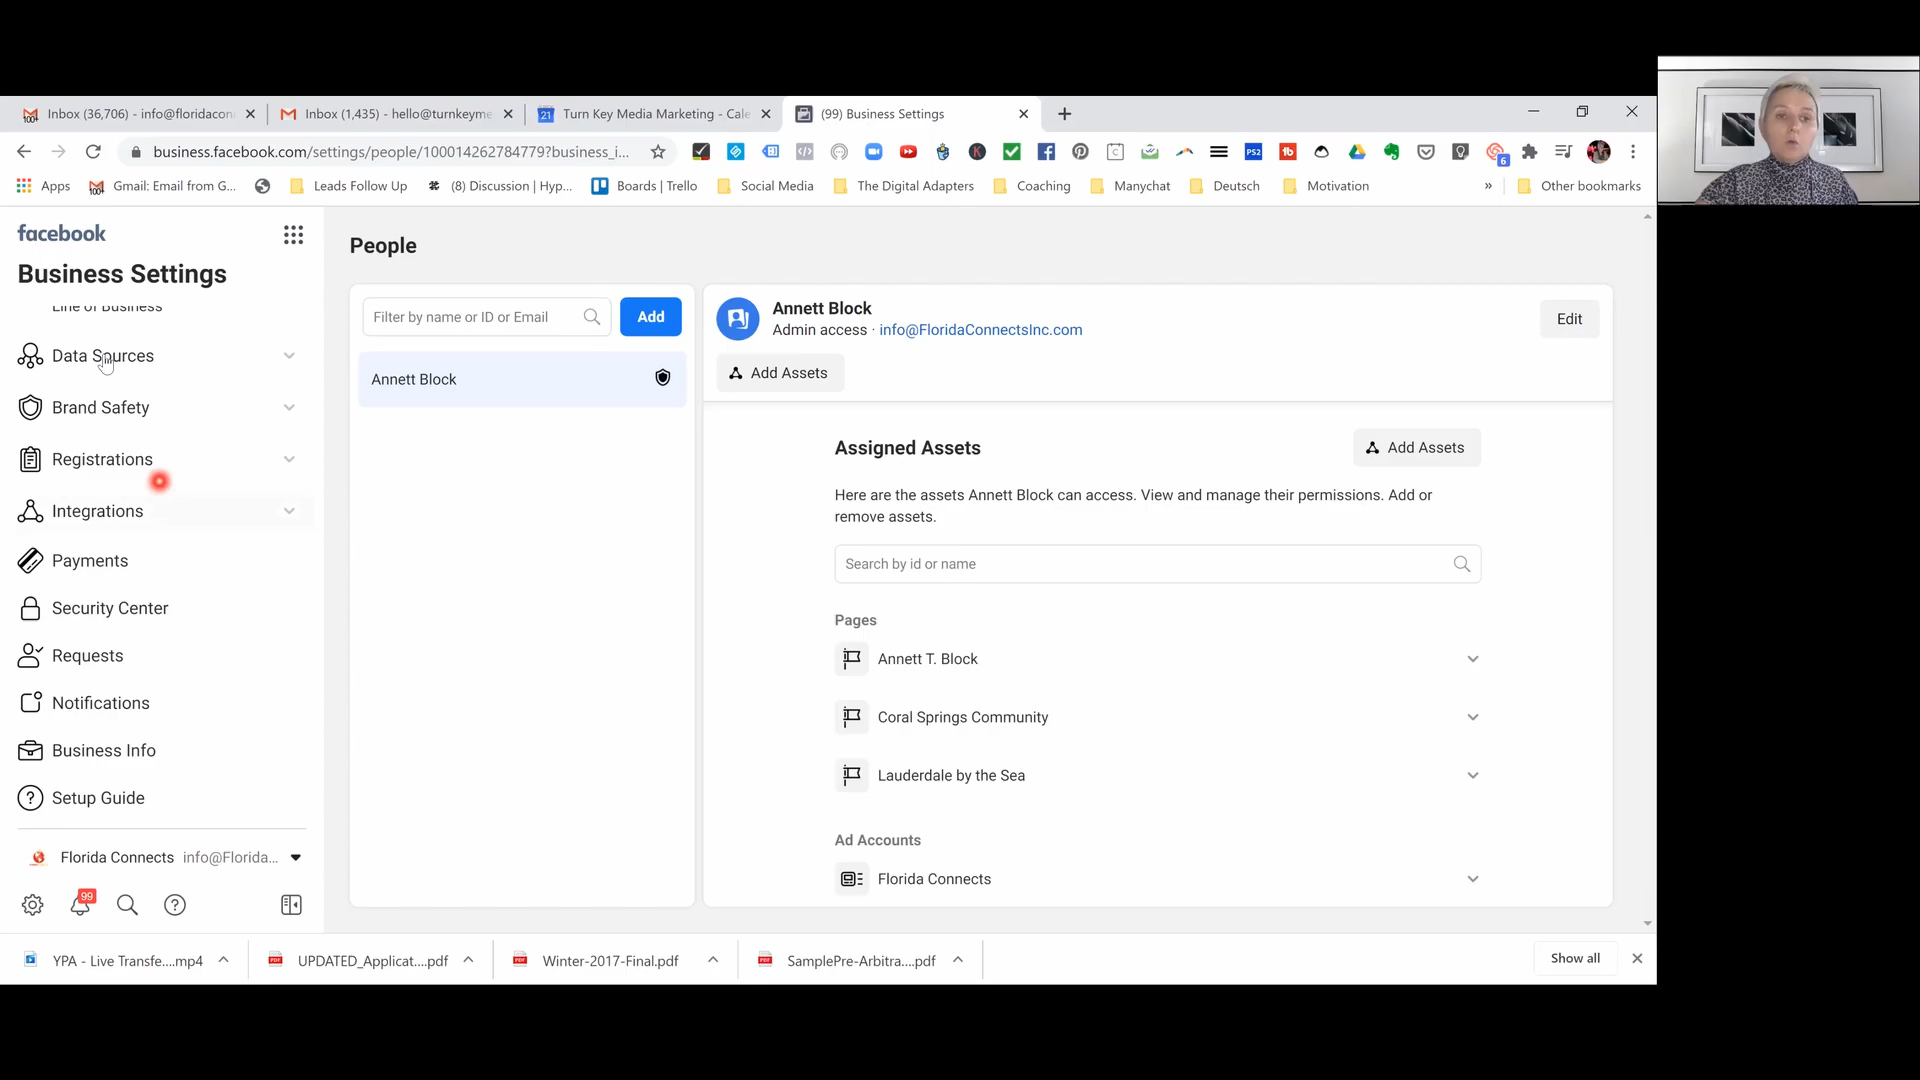 Inbox (36,706) - info@floridacon
Inbox (1,435) - hello@turnkeyme
Turn Key Media Marketing - Cale
(99) Business Settings
business.facebook.com/settings/people/100014262784779?business_i...
Apps
Gmail: Email from G...
Leads Follow Up
(8) Discussion | Hyp...
Boards | Trello
Social Media
The Digital Adapters
Coaching
Manychat
Deutsch
Motivation
»
Other bookmarks
facebook
Business Settings
Line of Business
Data Sources
Brand Safety
Registrations
Integrations
Payments
Security Center
Requests
Notifications
Business Info
Setup Guide
Florida Connects info@Florida...
99
People
Filter by name or ID or Email
Add
Annett Block
Annett Block
Admin access · info@FloridaConnectsInc.com
Edit
Add Assets
Assigned Assets
Add Assets
Here are the assets Annett Block can access. View and manage their permissions. Add or
remove assets.
Search by id or name
Pages
Annett T. Block
Coral Springs Community
Lauderdale by the Sea
Ad Accounts
Florida Connects
YPA - Live Transfe....mp4
UPDATED_Applicat....pdf
Winter-2017-Final.pdf
SamplePre-Arbitra....pdf
Show all